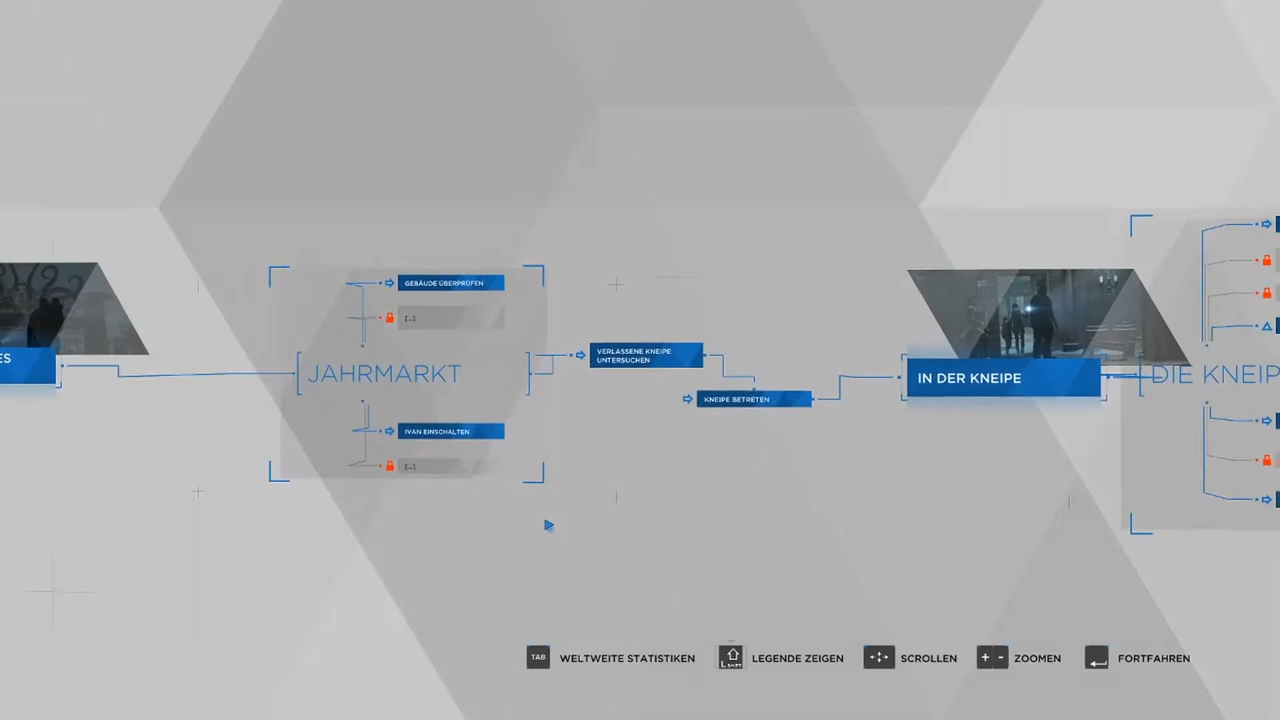 ES
GEBÄUDE ÜBERPRÜFEN
[...]
JAHRMARKT
IVAN EINSCHALTEN
[...]
VERLASSENE KNEIPE
UNTERSUCHEN
KNEIPE BETRETEN
IN DER KNEIPE
DIE KNEIP
TAB WELTWEITE STATISTIKEN
LEGENDE ZEIGEN
SCROLLEN
+ - ZOOMEN
FORTFAHREN